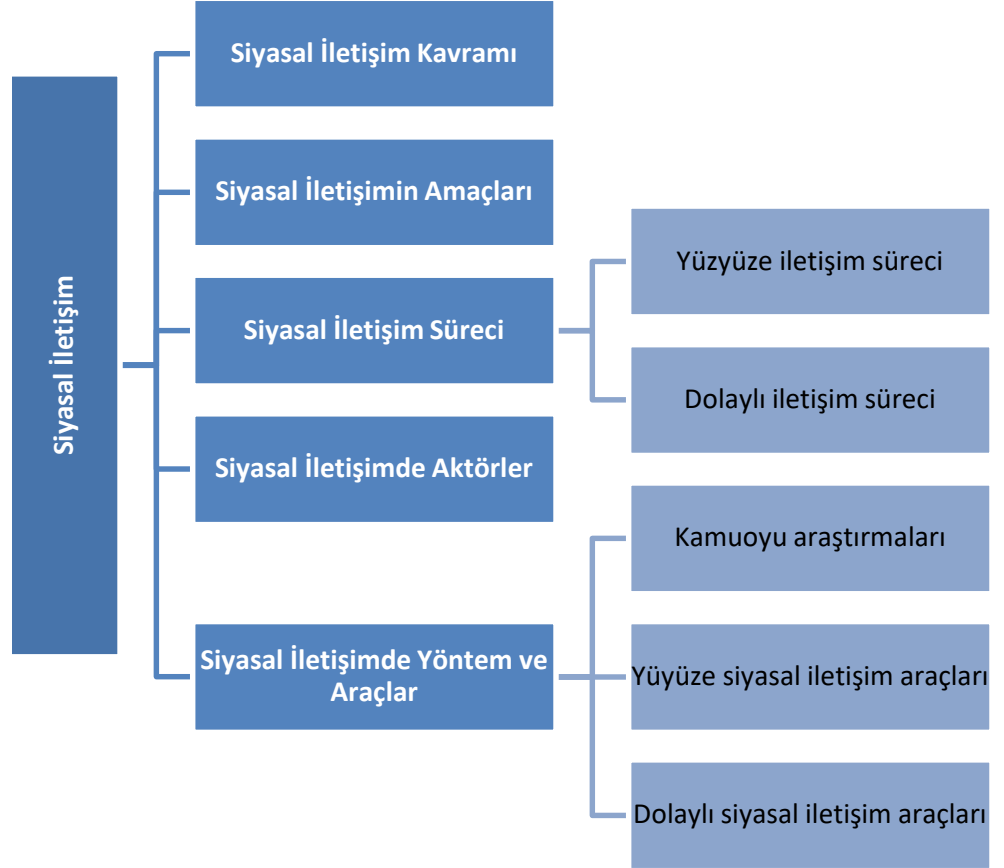 Siyasal İletişim
Siyasal İletişim Kavramı
Siyasal İletişimin Amaçları
Siyasal İletişim Süreci
Yüzyüze iletişim süreci
Dolaylı iletişim süreci
Siyasal İletişimde Aktörler
Siyasal İletişimde Yöntem ve
Araçlar
Kamuoyu araştırmaları
Yüyüze siyasal iletişim araçları
Dolaylı siyasal iletişim araçları